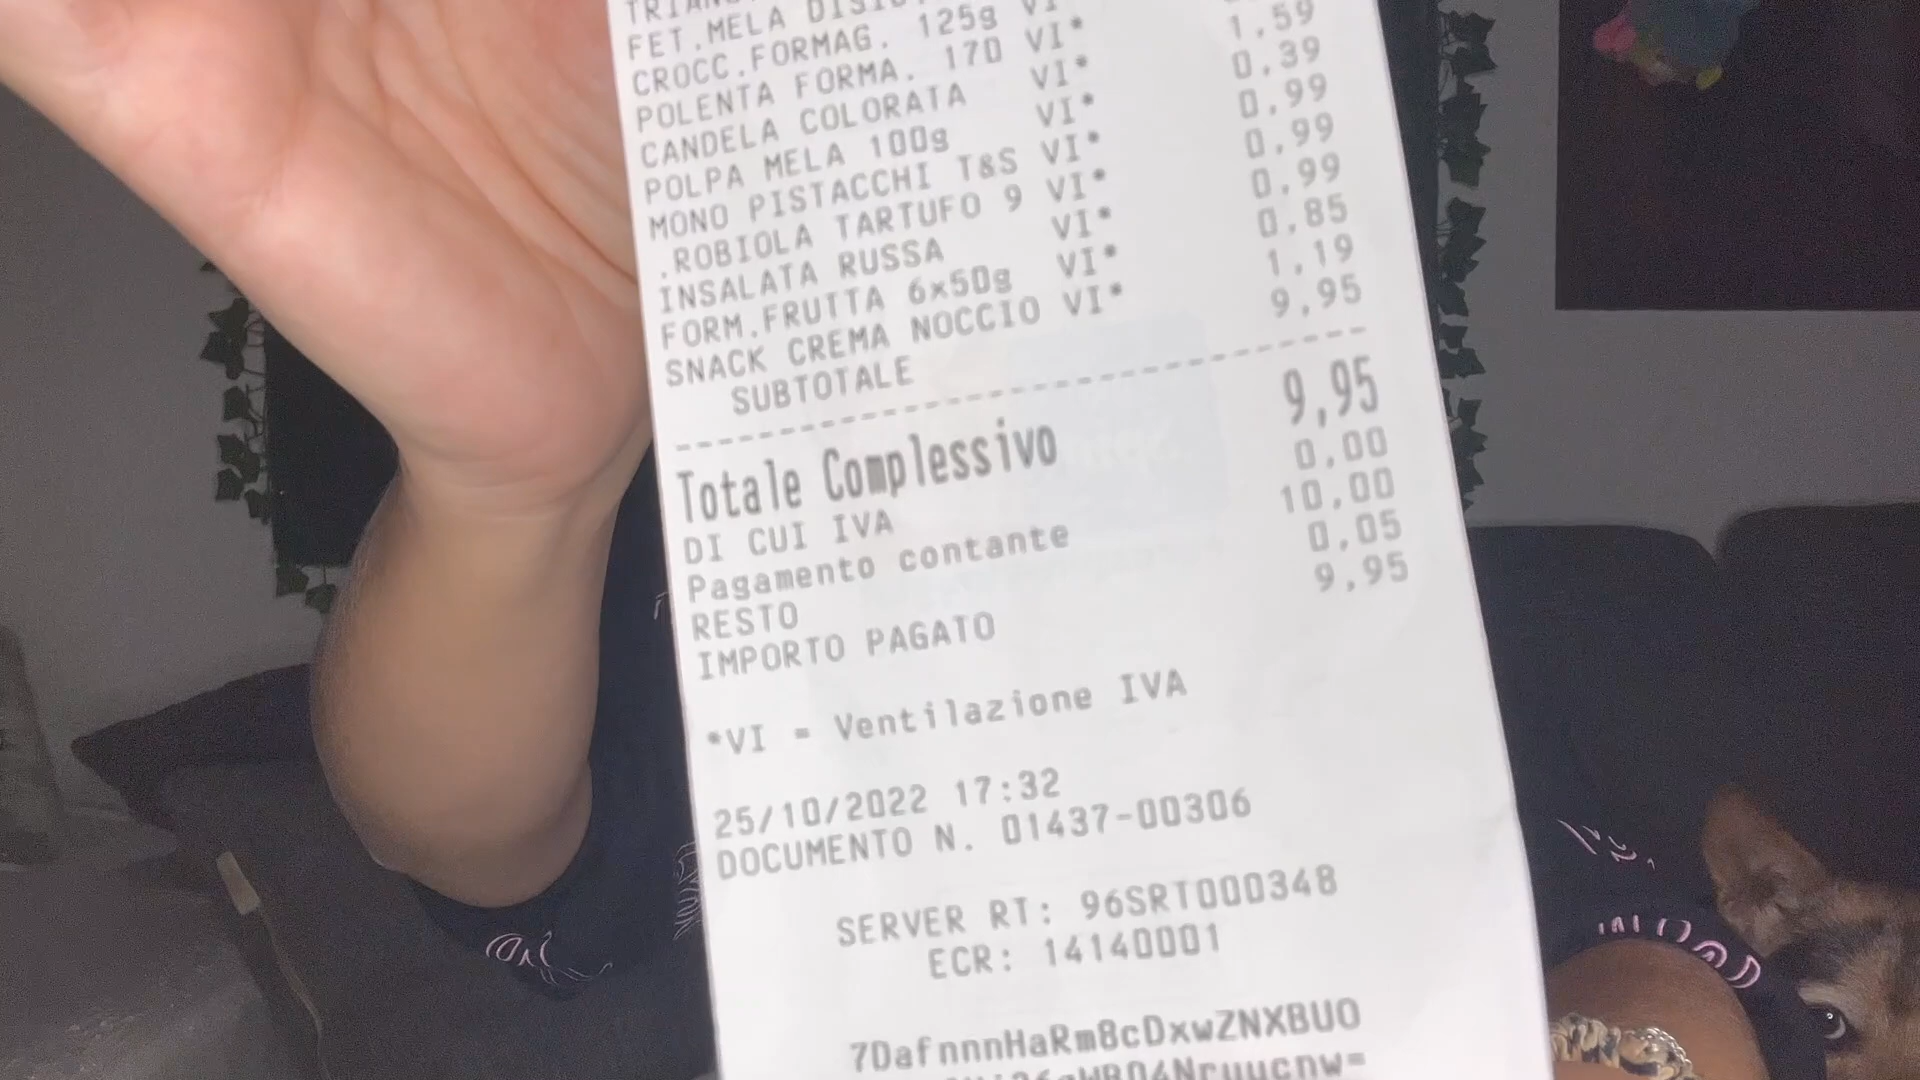 FET.MELA
CROCC.FORMAG. 125g VI
POLENTA FORMA. 170 VI*
CANDELA COLORATA VI* 1,59
POLPA MELA 100g VI* 0,39
MONO PISTACCHI T&S VI* 0,99
.ROBIOLA TARTUFO 9 VI* 0,99
INSALATA RUSSA VI* 0,99
FORM.FRUTTA 6x50g VI* 0,85
SNACK CREMA NOCCIO VI* 1,19
SUBTOTALE 9,95
Totale Complessivo 9,95
DI CUI IVA 0,00
Pagamento contante 10,00
RESTO 0,05
IMPORTO PAGATO 9,95
*VI = Ventilazione IVA
25/10/2022 17:32
DOCUMENTO N. 01437-00306
SERVER RT: 96SRT000348
ECR: 14140001
7DafnnnHaRm8cDxwZNXBUO